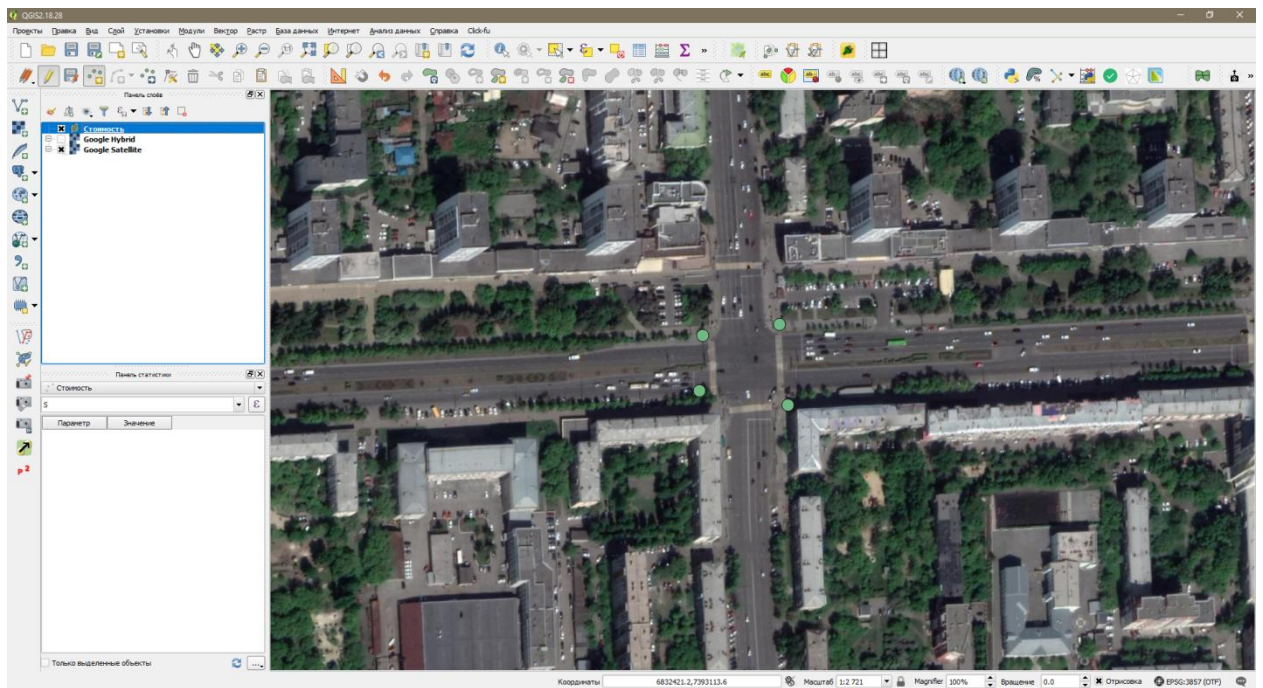 QGIS2.18.28
Проекты Правка Вид Слой Установки Модули Вектор Растр База данных Интернет Анализ данных Справка Click-fu
Панель слоёв
Стоимость
Google Hybrid
Google Satellite
Панель статистики
Стоимость
s
Параметр Значение
Только выделенные объекты
Координаты 6832421.2,7393113.6 Масштаб 1:2 721 Magnifier 100% Вращение 0.0 Отрисовка EPSG:3857 (OTF)